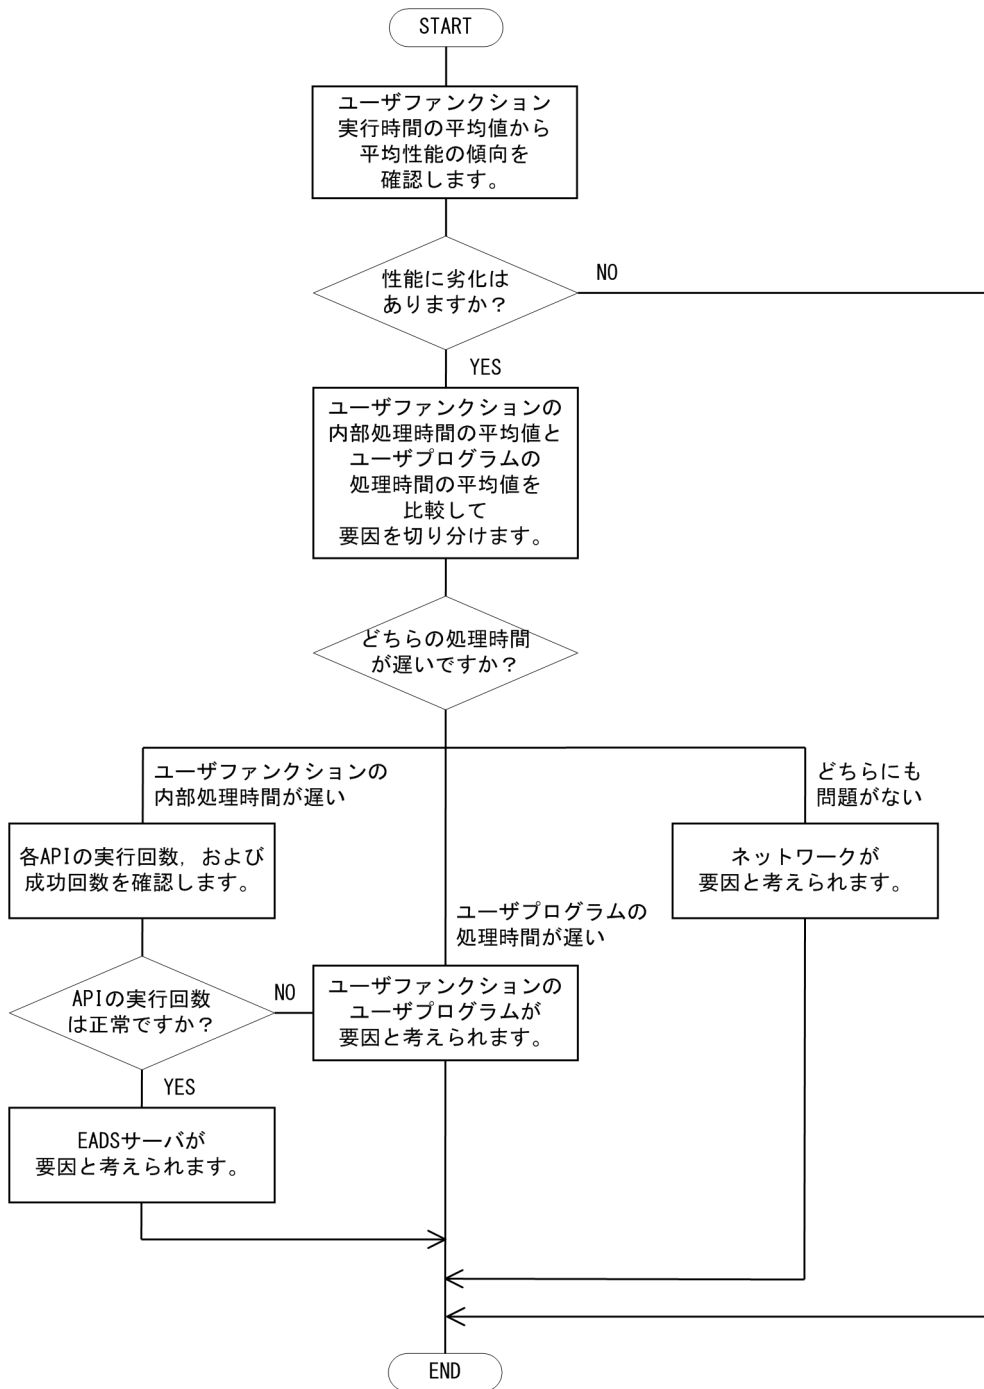 START
ユーザファンクション
実行時間の平均値から
平均性能の傾向を
確認します。
性能に劣化は
ありますか？
NO
YES
ユーザファンクションの
内部処理時間の平均値と
ユーザプログラムの
処理時間の平均値を
比較して
要因を切り分けます。
どちらの処理時間
が遅いですか？
ユーザファンクションの
内部処理時間が遅い
どちらにも
問題がない
各APIの実行回数，および
成功回数を確認します。
ネットワークが
要因と考えられます。
ユーザプログラムの
処理時間が遅い
APIの実行回数
は正常ですか？
NO
ユーザファンクションの
ユーザプログラムが
要因と考えられます。
YES
EADSサーバが
要因と考えられます。
END